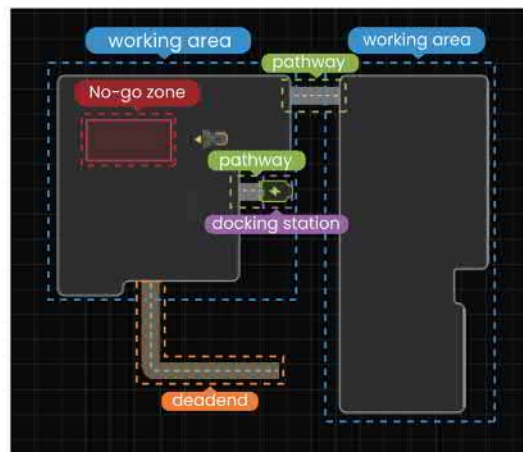 working area
working area
pathway
No-go zone
pathway
docking station
deadend